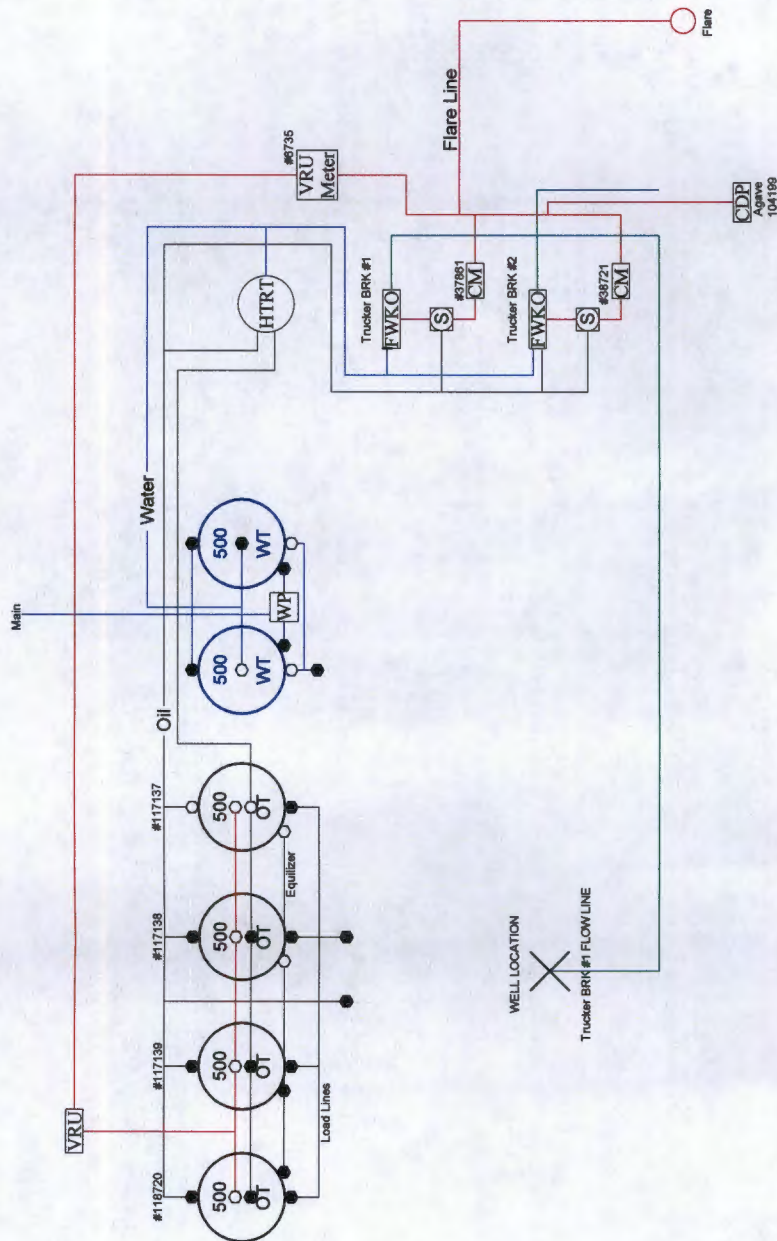 Main
Water
Oil
#118720
#117139
#117138
#117137
VRU
500
OT
500
OT
500
OT
500
OT
Equilizer
Load Lines
500
WT
500
WT
WP
HTRT
#6735
VRU
Meter
Flare Line
Flare
Trucker BRK #1
FWKO
S
#37661
CM
Trucker BRK #2
FWKO
S
#38721
CM
CDP
Agave
104199
WELL LOCATION
Trucker BRK #1 FLOW LINE